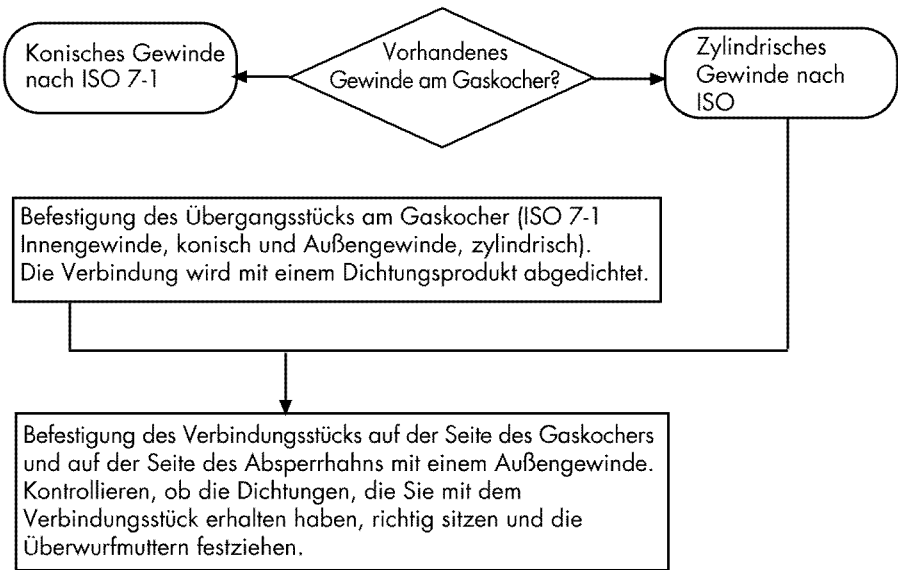 Konisches Gewinde
nach ISO 7-1
Vorhandenes
Gewinde am Gaskocher?
Zylindrisches
Gewinde nach
ISO
Befestigung des Übergangsstücks am Gaskocher (ISO 7-1
Innengewinde, konisch und Außengewinde, zylindrisch).
Die Verbindung wird mit einem Dichtungsprodukt abgedichtet.
Befestigung des Verbindungsstücks auf der Seite des Gaskochers
und auf der Seite des Absperrhahns mit einem Außengewinde.
Kontrollieren, ob die Dichtungen, die Sie mit dem
Verbindungsstück erhalten haben, richtig sitzen und die
Überwurfmuttern festziehen.